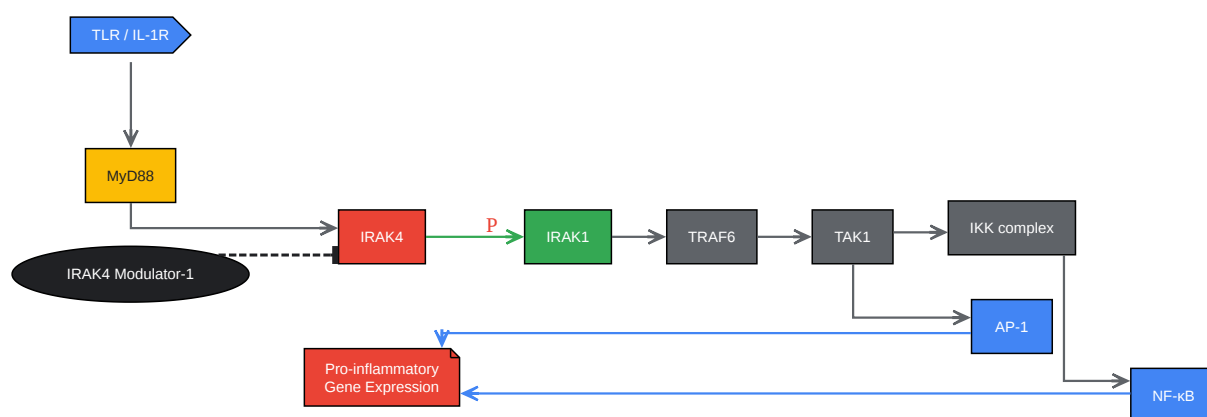 TLR / IL-1R
MyD88
IRAK4
P
IRAK1
TRAF6
TAK1
IKK complex
IRAK4 Modulator-1
AP-1
Pro-inflammatory
Gene Expression
NF-κB